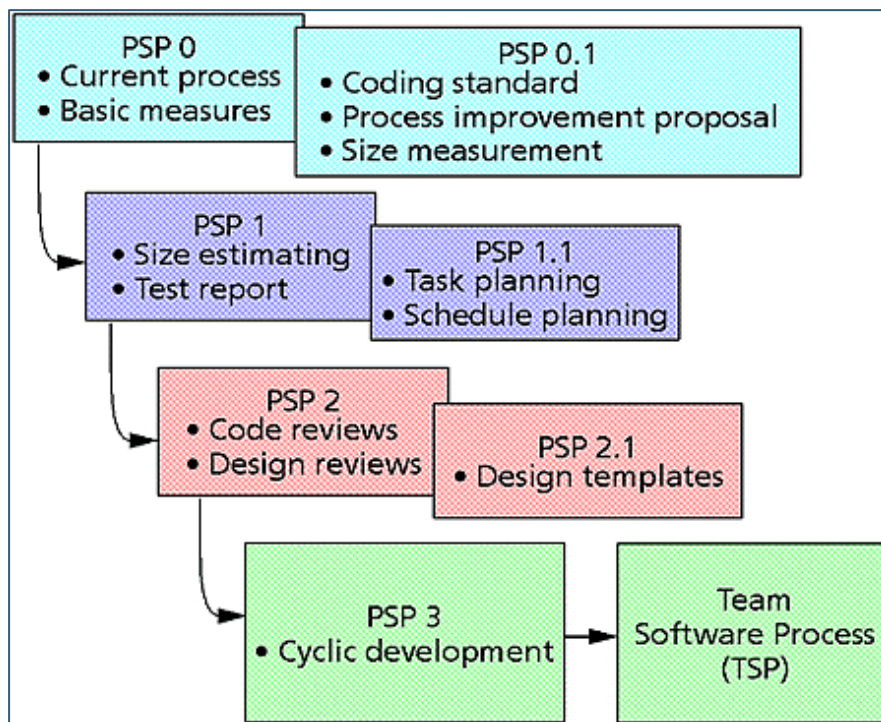 PSP 0
• Current process
• Basic measures
PSP 0.1
• Coding standard
• Process improvement proposal
• Size measurement
PSP 1
• Size estimating
• Test report
PSP 1.1
• Task planning
• Schedule planning
PSP 2
• Code reviews
• Design reviews
PSP 2.1
• Design templates
PSP 3
• Cyclic development
Team
Software Process
(TSP)